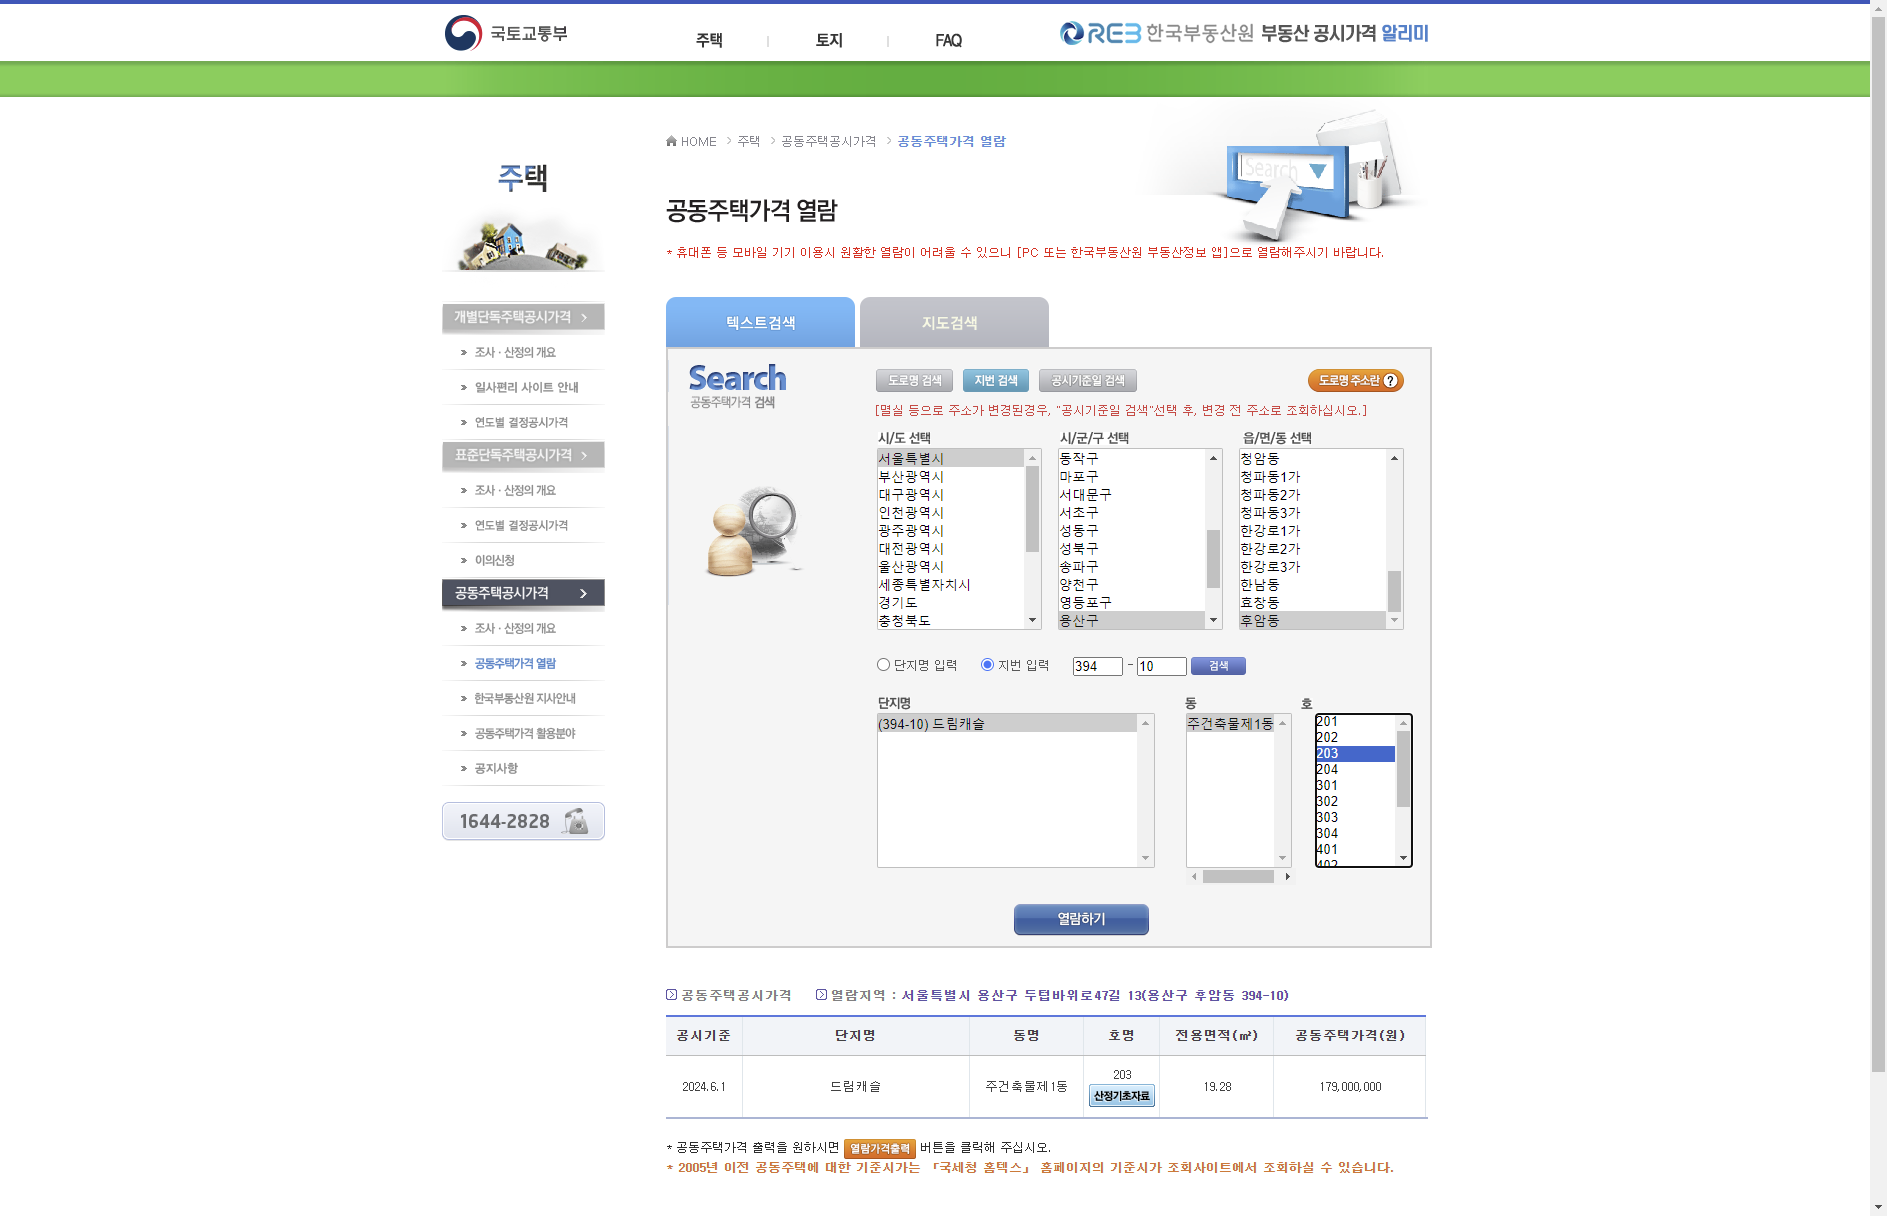 국토교통부
주택
토지
FAQ
REB 한국부동산원 부동산 공시가격 알리미
HOME > 주택 > 공동주택공시가격 > 공동주택가격 열람
주택
공동주택가격 열람
* 휴대폰 등 모바일 기기 이용시 원활한 열람이 어려울 수 있으니 [PC 또는 한국부동산원 부동산정보 앱]으로 열람해주시기 바랍니다.
Search
개별단독주택공시가격
조사 · 산정의 개요
일사편리 사이트 안내
연도별 결정공시가격
표준단독주택공시가격
조사 · 산정의 개요
연도별 결정공시가격
이의신청
공동주택공시가격
조사 · 산정의 개요
공동주택가격 열람
한국부동산원 지사안내
공동주택가격 활용분야
공지사항
1644-2828
텍스트검색
지도검색
Search
공동주택가격 검색
도로명 검색
지번 검색
공시기준일 검색
도로명 주소란 ?
[멸실 등으로 주소가 변경된경우, "공시기준일 검색"선택 후, 변경 전 주소로 조회하십시오.]
시/도 선택
서울특별시
부산광역시
대구광역시
인천광역시
광주광역시
대전광역시
울산광역시
세종특별자치시
경기도
충청북도
시/군/구 선택
동작구
마포구
서대문구
서초구
성동구
성북구
송파구
양천구
영등포구
용산구
읍/면/동 선택
청암동
청파동1가
청파동2가
청파동3가
한강로1가
한강로2가
한강로3가
한남동
효창동
후암동
단지명 입력
지번 입력
394 - 10
검색
단지명
(394-10) 드림캐슬
동
주건축물제1동
호
201
202
203
204
301
302
303
304
401
402
열람하기
공동주택공시가격
열람지역 : 서울특별시 용산구 두텁바위로47길 13(용산구 후암동 394-10)
공시기준 단지명 동명 호명 전용면적(㎡) 공동주택가격(원)
2024.6.1 드림캐슬 주건축물제1동 203 19.28 179,000,000
산정기초자료
* 공동주택가격 출력을 원하시면 열람가격출력 버튼을 클릭해 주십시오.
* 2005년 이전 공동주택에 대한 기준시가는 「국세청 홈텍스」 홈페이지의 기준시가 조회사이트에서 조회하실 수 있습니다.